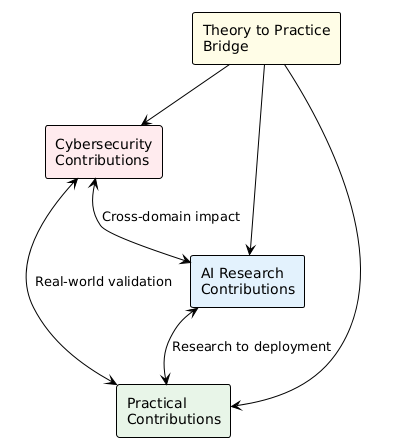 Theory to Practice
Bridge
Cybersecurity
Contributions
Cross-domain impact
AI Research
Contributions
Real-world validation
Research to deployment
Practical
Contributions